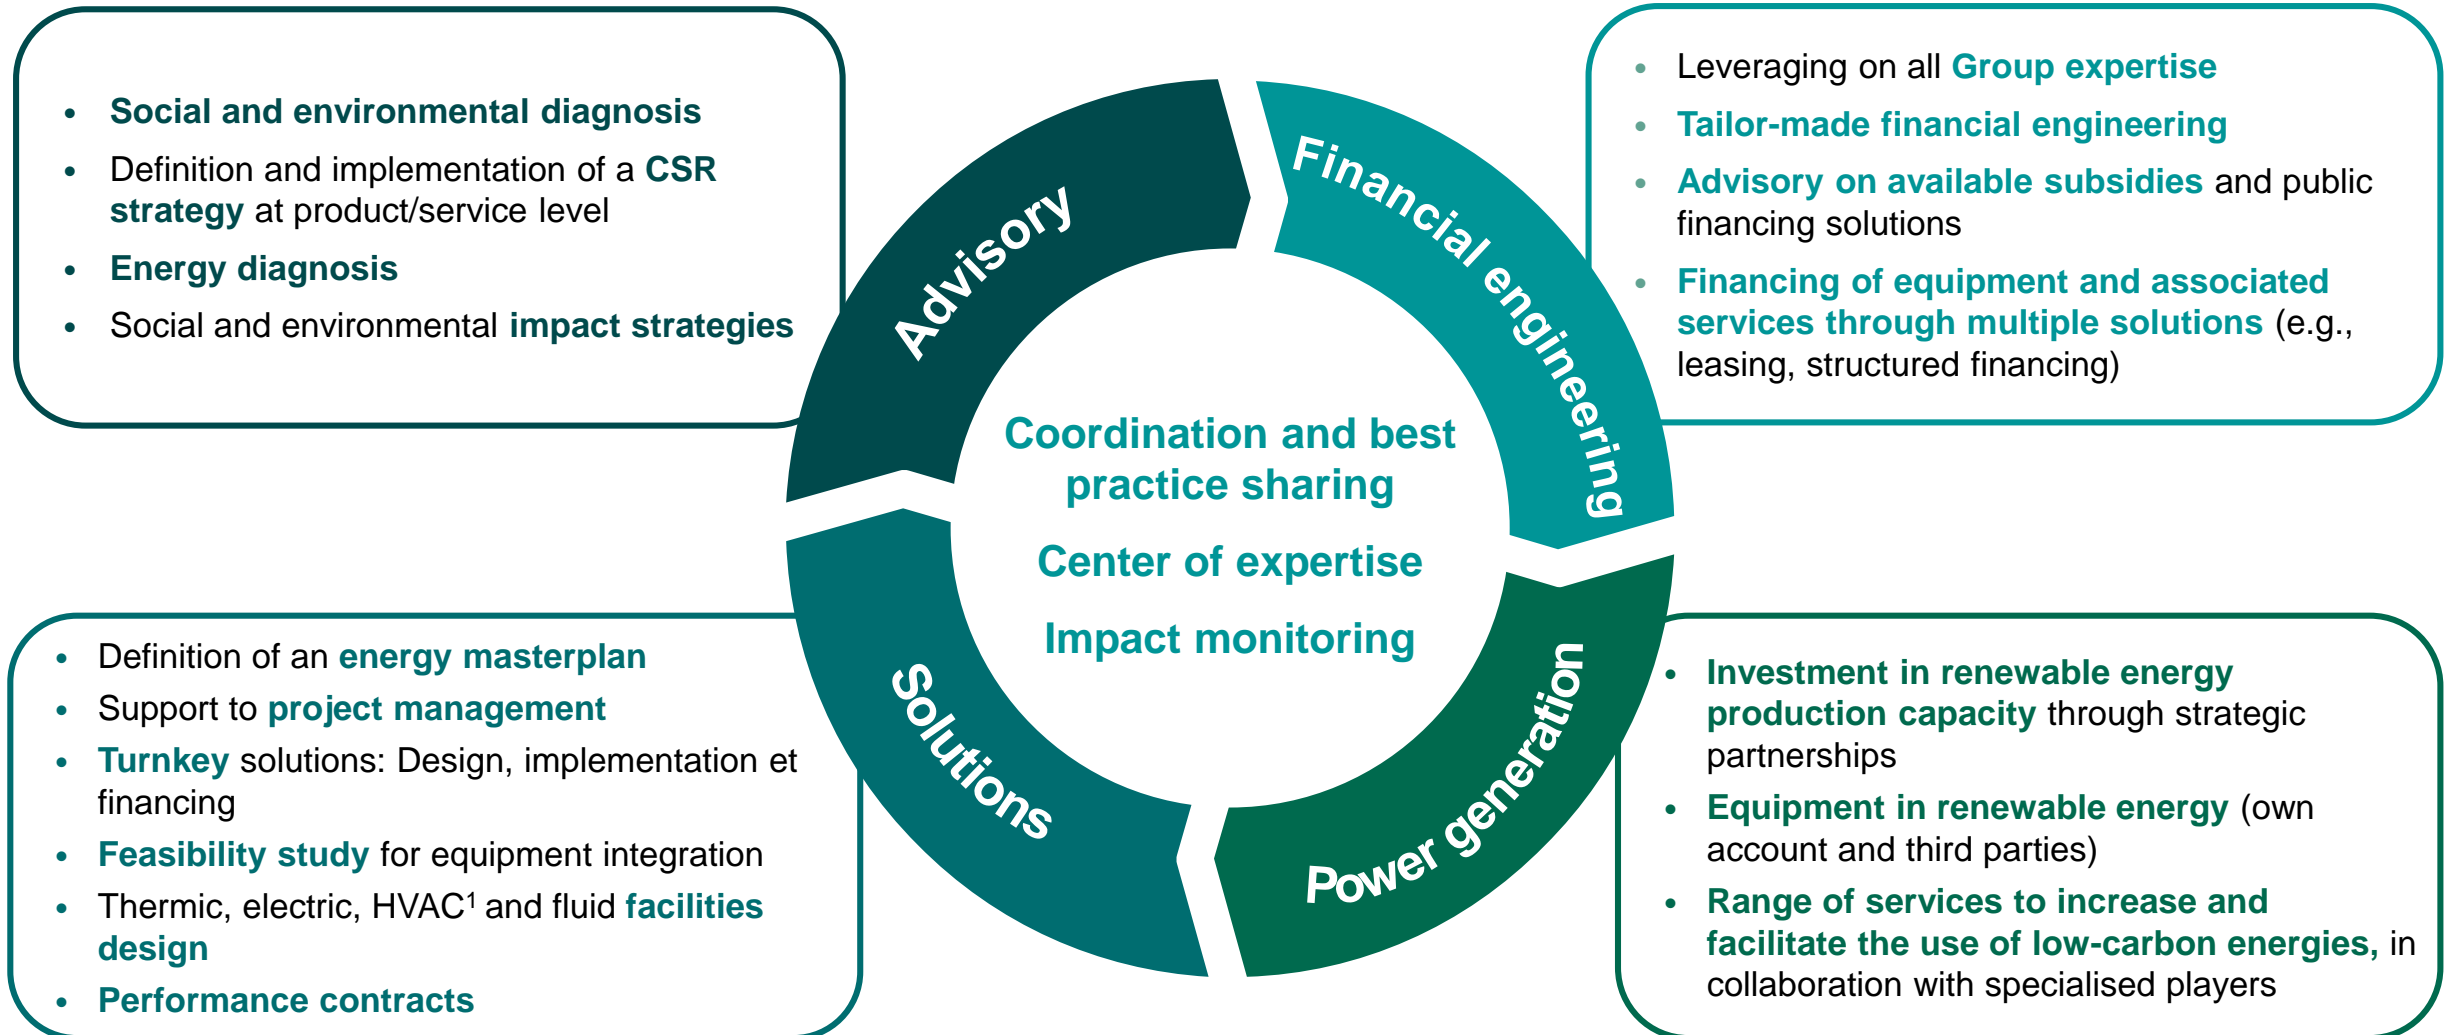 • Social and environmental diagnosis
• Definition and implementation of a CSR
strategy at product/service level
• Energy diagnosis
• Social and environmental impact strategies
Advisory
Financial engineering
• Leveraging on all Group expertise
• Tailor-made financial engineering
• Advisory on available subsidies and public
financing solutions
• Financing of equipment and associated
services through multiple solutions (e.g.,
leasing, structured financing)
Coordination and best
practice sharing
Center of expertise
Impact monitoring
• Definition of an energy masterplan
• Support to project management
• Turnkey solutions: Design, implementation et
financing
• Feasibility study for equipment integration
• Thermic, electric, HVAC¹ and fluid facilities
design
• Performance contracts
Solutions
Power generation
• Investment in renewable energy
production capacity through strategic
partnerships
• Equipment in renewable energy (own
account and third parties)
• Range of services to increase and
facilitate the use of low-carbon energies, in
collaboration with specialised players